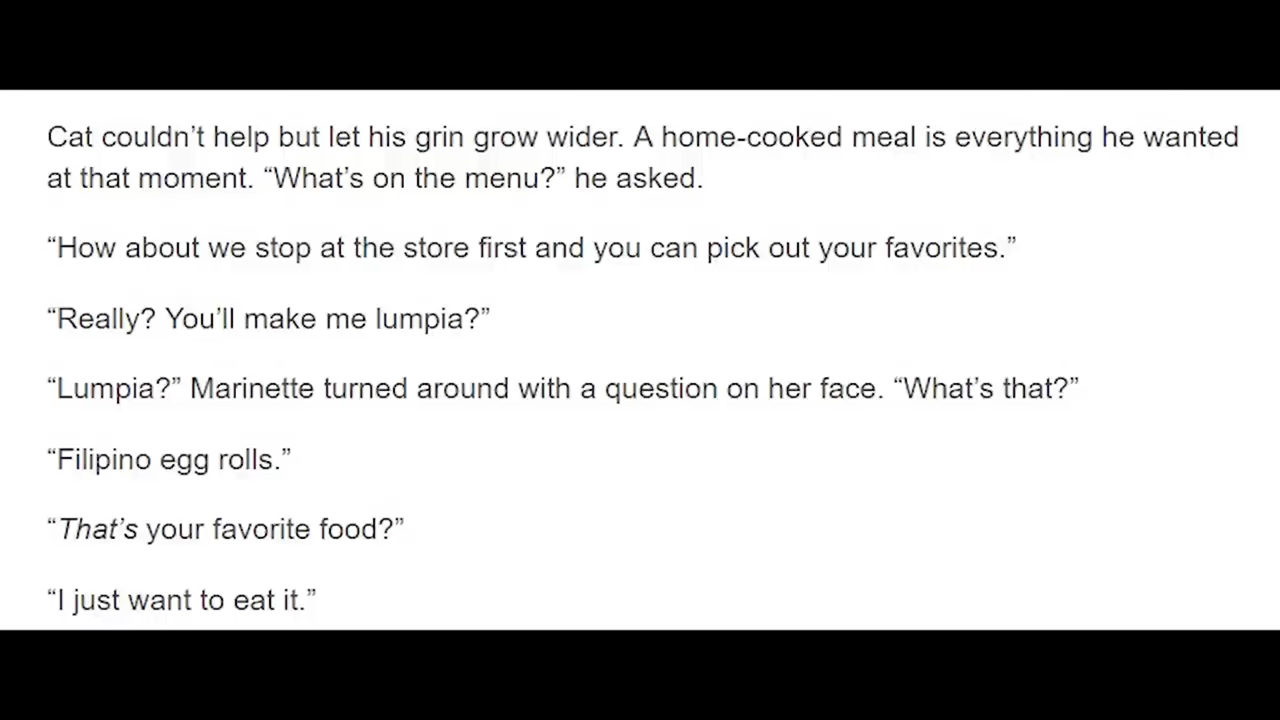 Cat couldn’t help but let his grin grow wider. A home-cooked meal is everything he wanted
at that moment. “What’s on the menu?” he asked.
“How about we stop at the store first and you can pick out your favorites.”
“Really? You’ll make me lumpia?”
“Lumpia?” Marinette turned around with a question on her face. “What’s that?”
“Filipino egg rolls.”
“That’s your favorite food?”
“I just want to eat it.”